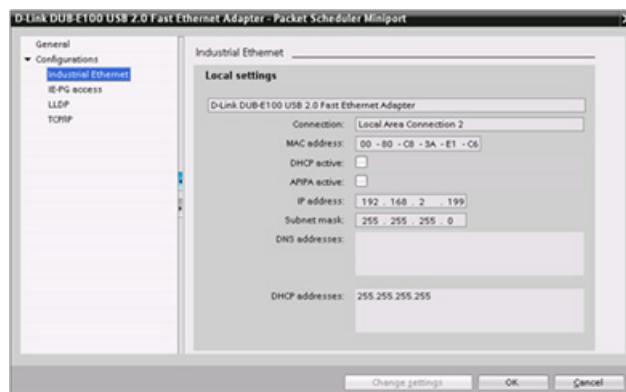 D-Link DUB-E100 USB 2.0 Fast Ethernet Adapter - Packet Scheduler Miniport
General
Configurations
Industrial Ethernet
IE-PG access
LLDP
TCP/IP
Industrial Ethernet
Local settings
D-Link DUB-E100 USB 2.0 Fast Ethernet Adapter
Connection: Local Area Connection 2
MAC address: 00 -80 -C8 -3A -E1 -C6
DHCP active:
APIPA active:
IP address: 192 . 168 . 2 . 199
Subnet mask: 255 . 255 . 255 . 0
DNS addresses:
DHCP addresses: 255.255.255.255
Change settings OK Cancel